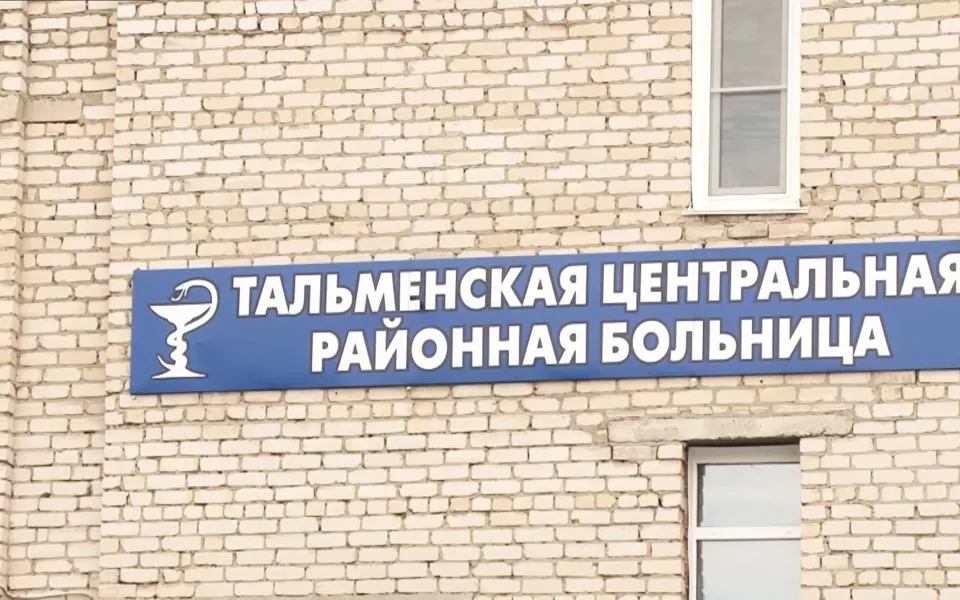 ТАЛЬМЕНСКАЯ ЦЕНТРАЛЬНАЯ
РАЙОННАЯ БОЛЬНИЦА